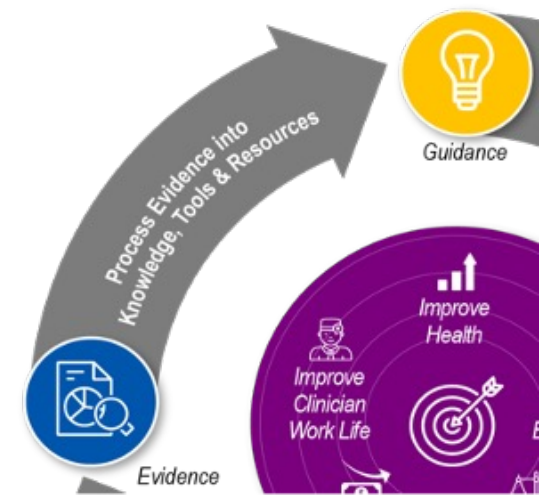 Process Evidence into
Knowledge, Tools & Resources
Guidance
Improve
Health
Improve
Clinician
Work Life
E
Evidence